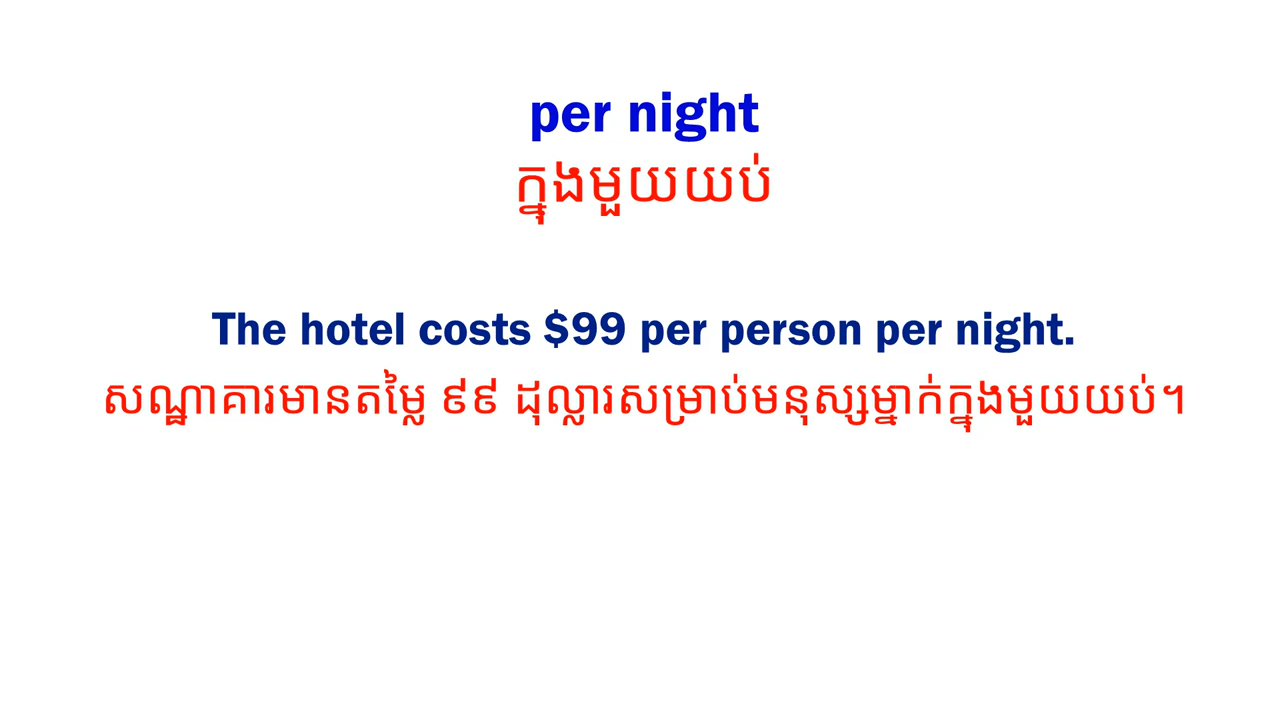 per night
ក្នុងមួយយប់
The hotel costs $99 per person per night.
សណ្ឋាគារមានតម្លៃ ៩៩ ដុល្លារសម្រាប់មនុស្សម្នាក់ក្នុងមួយយប់។